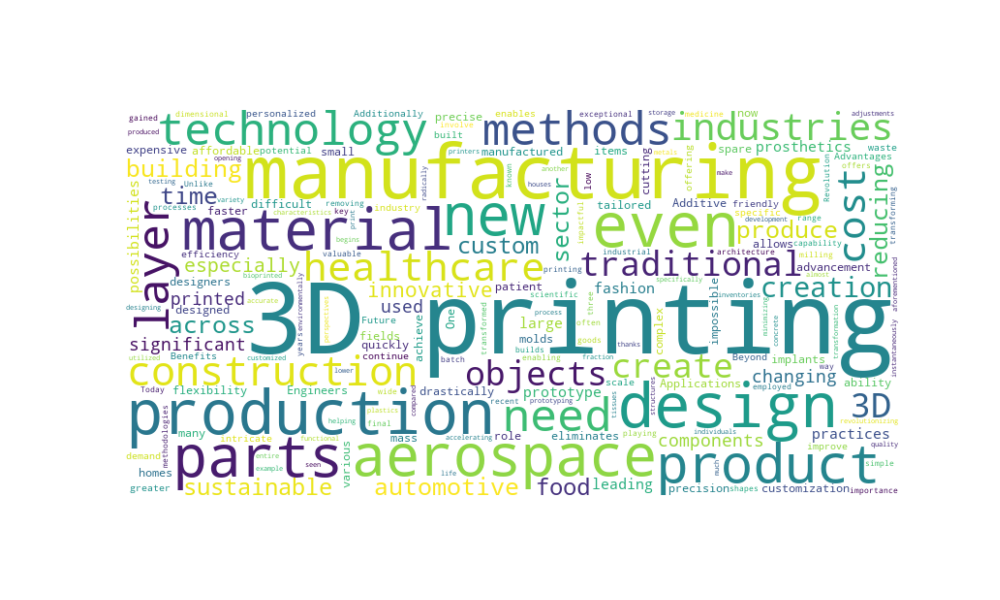 gained
dimensional
personalized
Additionally
precise
enables
exceptional
storage
medicine
now
adjustments
produced
technology
involve
built
methods
industries
expensive
affordable
potential
small
printers
manufactured
items
cutting
spare
prosthetics
waste
building
opening
manufacturing
known
another
low
offering
make
offers
Advantages
Revolution
testing
Unlike
time
variety
houses
sector
tailored
Additive
friendly
range
cost
reducing
transforming
possibilities
processes
difficult
removing
radically
new
impactful
even
specific
development
produce
faster
characteristics
key
industry
material
custom
fashion
industrial
architecture
capability
milling
efficiency
print
begins
valuable
traditional
allows
advancement
almost
layer
especially
bioprinted
healthcare
patient
printing
specifically
aforementioned
designers
accurate
innovative
scientific
inventories
creation
designing
printed
years
environmentally
3D printing
used
One
process
three
impossible
minimizing
transformation
instantaneously
designed
perspectives
Future
achieve
transformed
large
often
complex
concrete
across
fields
molds
goods
thanks
significant
utilized
Benefits
quickly
builds
enabling
fraction
Beyond
implants
may
customized
lower
continue
batch
create
changing
construction
wide
compared
recent
objects
prototyping
scale
Applications
employed
ability
Today
flexibility
Engineers
drastically
prototype
tissues
structures
individuals
production
plastics
need
design
3D
helping
final
playing
revolutionizing
many
methodologies
intricate
mass
accelerating
role
eliminates
components
practices
demand
functional
parts
entire
aerospace
improve
quality
homes
seen
example
various
life
product
much
simple
greater
sustainable
automotive
food
leading
precision
shapes
customization
importance